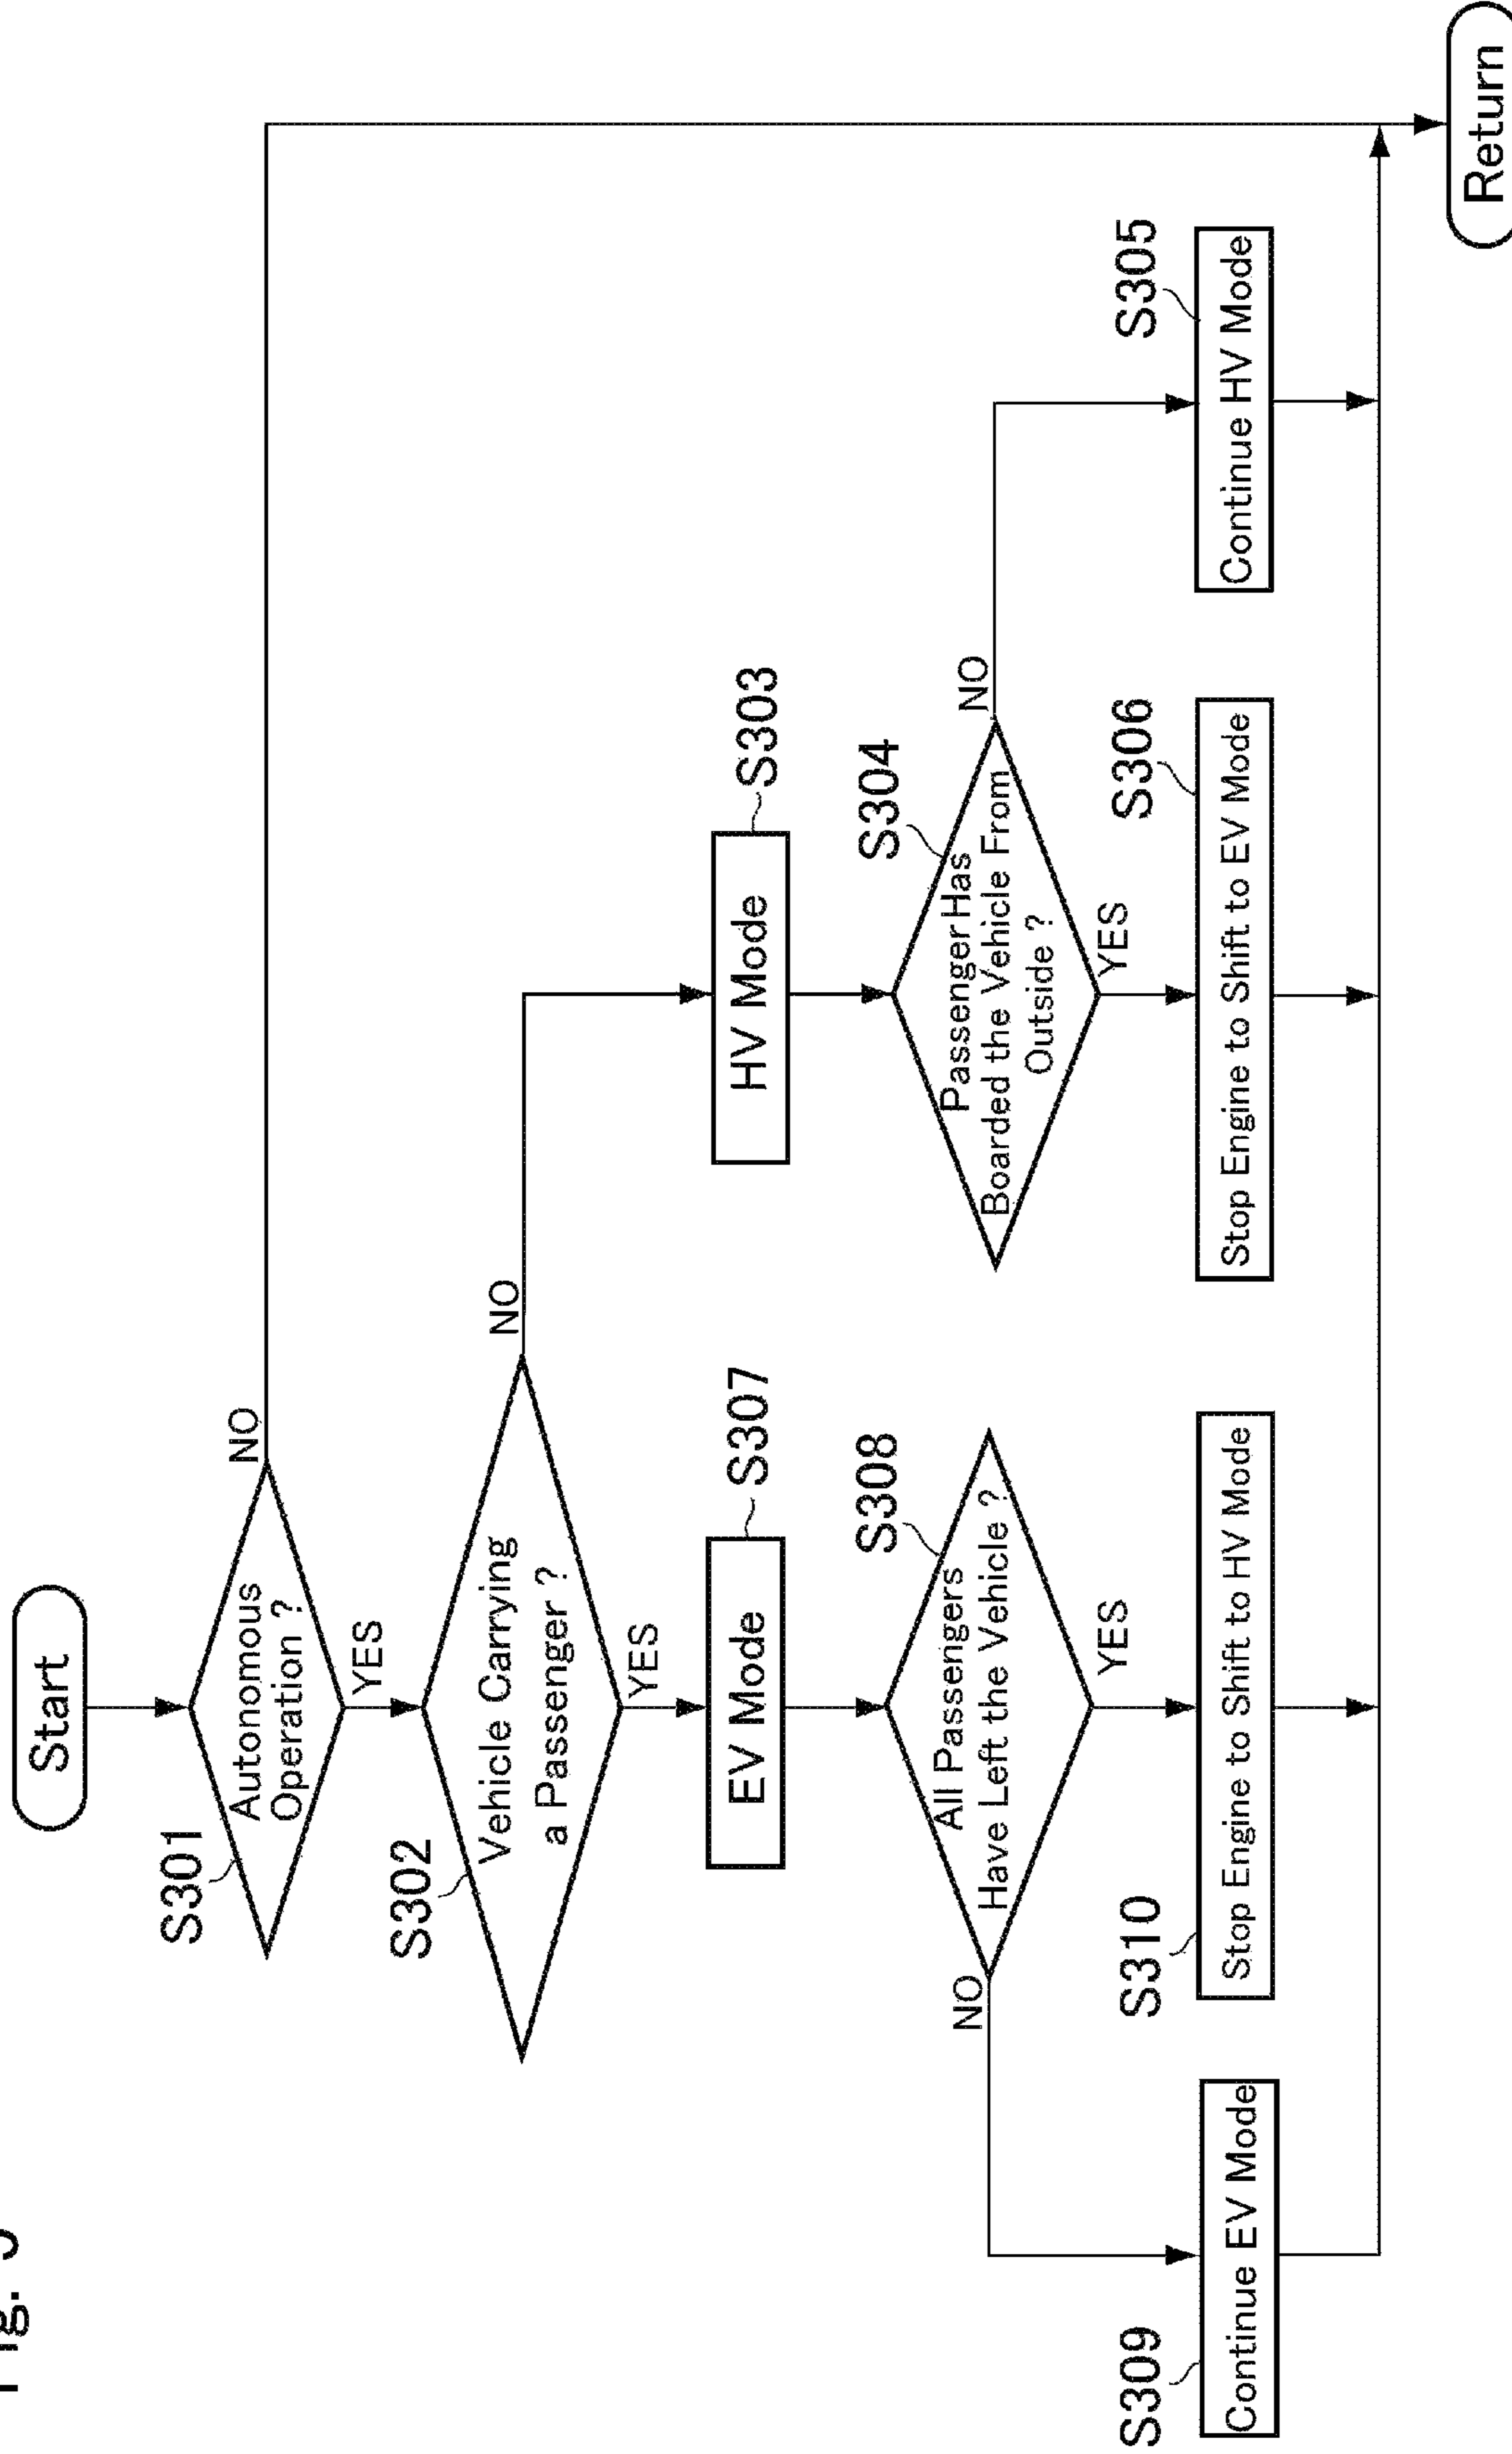 Start
S301
Autonomous
Operation ?
NO
YES
S302
Vehicle Carrying
a Passenger ?
NO
YES
EV Mode
S307
HV Mode
S303
S308
All Passengers
Have Left the Vehicle ?
NO
YES
S304
Passenger Has
Boarded the Vehicle From
Outside ?
NO
YES
S309
Continue EV Mode
S310
Stop Engine to Shift to HV Mode
S306
Stop Engine to Shift to EV Mode
S305
Continue HV Mode
Return